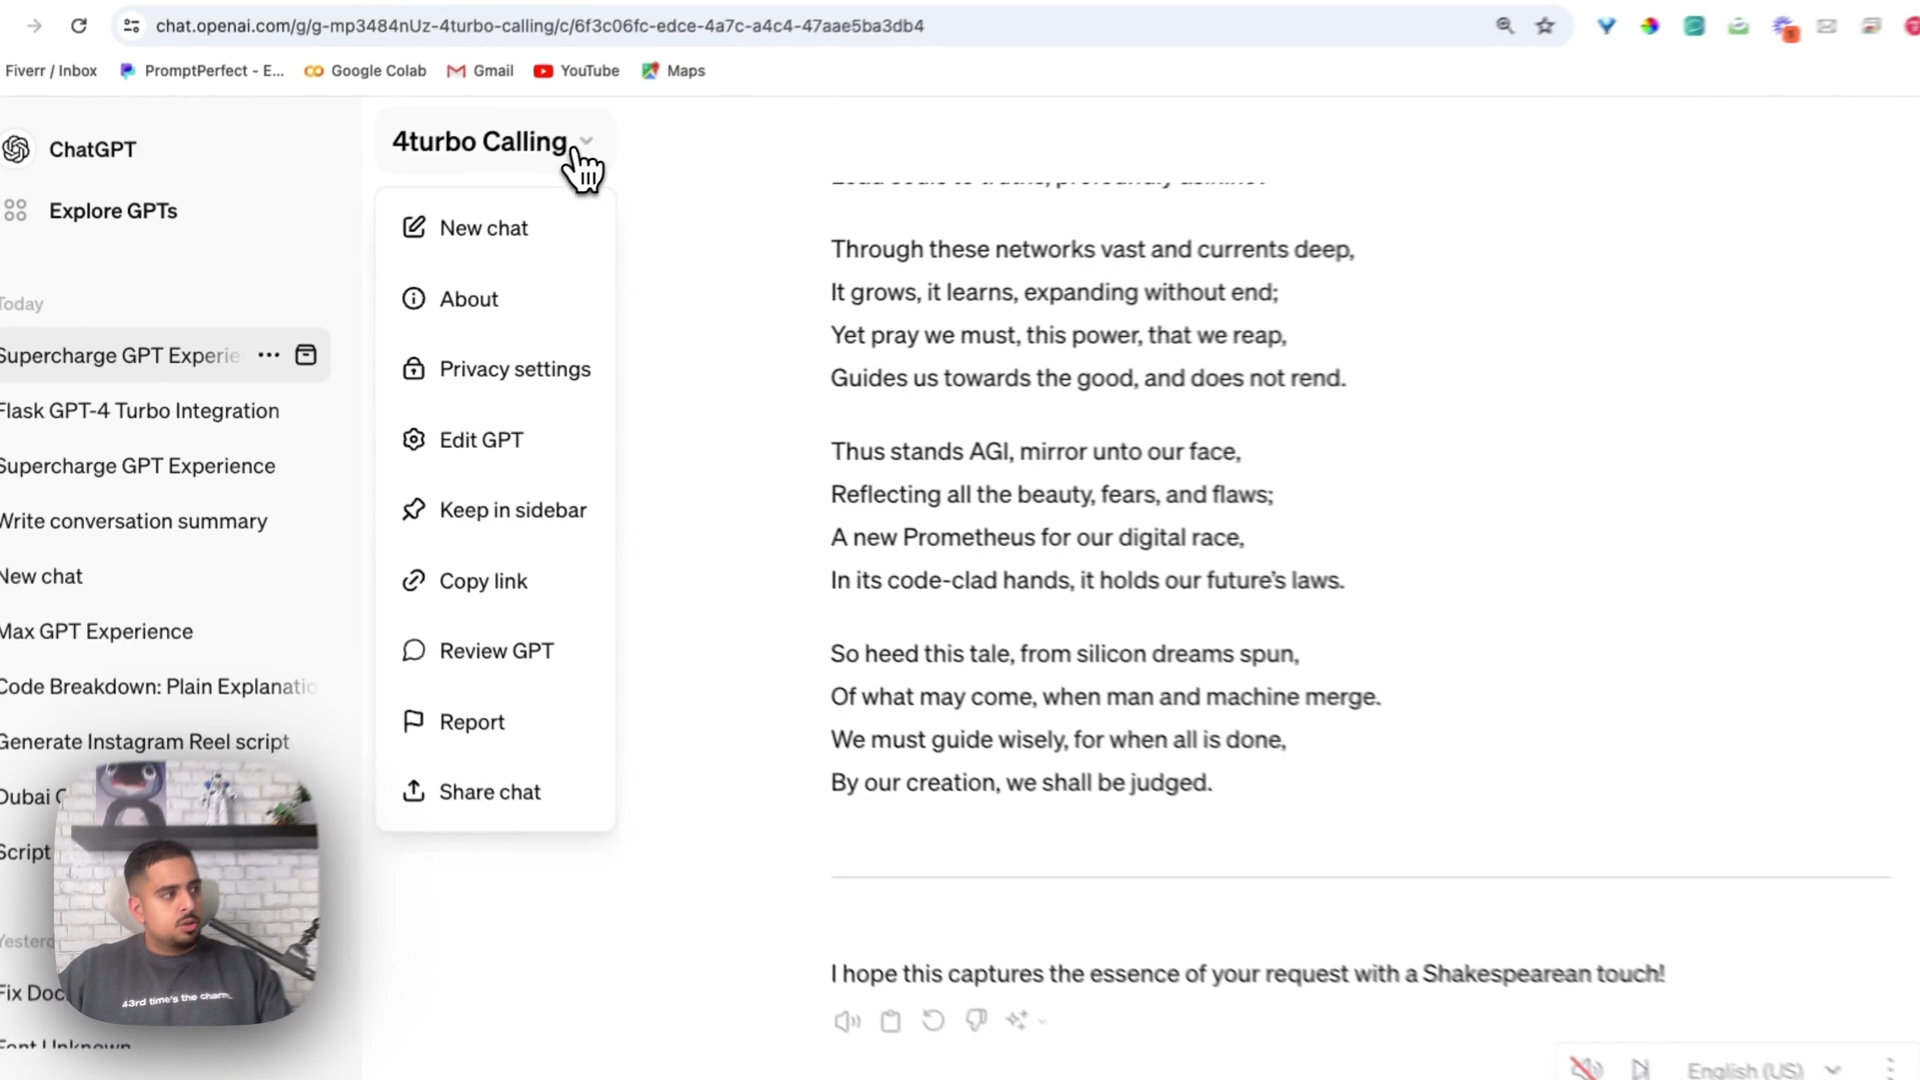 chat.openai.com/g/g-mp3484nUz-4turbo-calling/c/6f3c06fc-edce-4a7c-a4c4-47aae5ba3db4
Fiverr / Inbox
PromptPerfect - E...
Google Colab
Gmail
YouTube
Maps
ChatGPT
Explore GPTs
Today
Supercharge GPT Experie
Flask GPT-4 Turbo Integration
Supercharge GPT Experience
Write conversation summary
New chat
Max GPT Experience
Code Breakdown: Plain Explanatio
Generate Instagram Reel script
Dubai
Script
Yesterd
Fix Doc
Font Unknown
43rd time's the charm.
4turbo Calling
New chat
About
Privacy settings
Edit GPT
Keep in sidebar
Copy link
Review GPT
Report
Share chat
Through these networks vast and currents deep,
It grows, it learns, expanding without end;
Yet pray we must, this power, that we reap,
Guides us towards the good, and does not rend.
Thus stands AGI, mirror unto our face,
Reflecting all the beauty, fears, and flaws;
A new Prometheus for our digital race,
In its code-clad hands, it holds our future's laws.
So heed this tale, from silicon dreams spun,
Of what may come, when man and machine merge.
We must guide wisely, for when all is done,
By our creation, we shall be judged.
I hope this captures the essence of your request with a Shakespearean touch!
English (US)